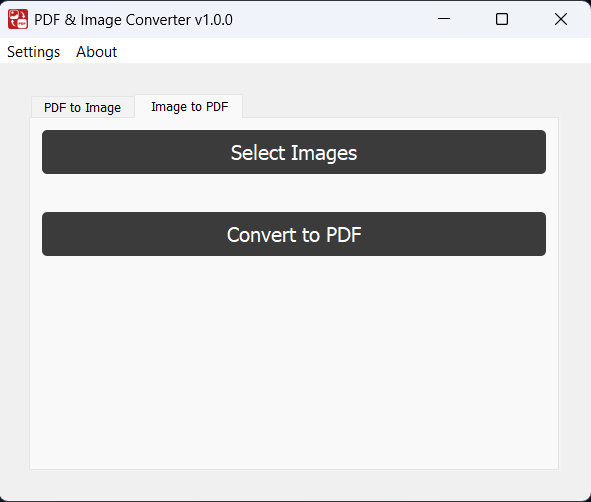 PDF & Image Converter v1.0.0
Settings About
PDF to Image Image to PDF
Select Images
Convert to PDF